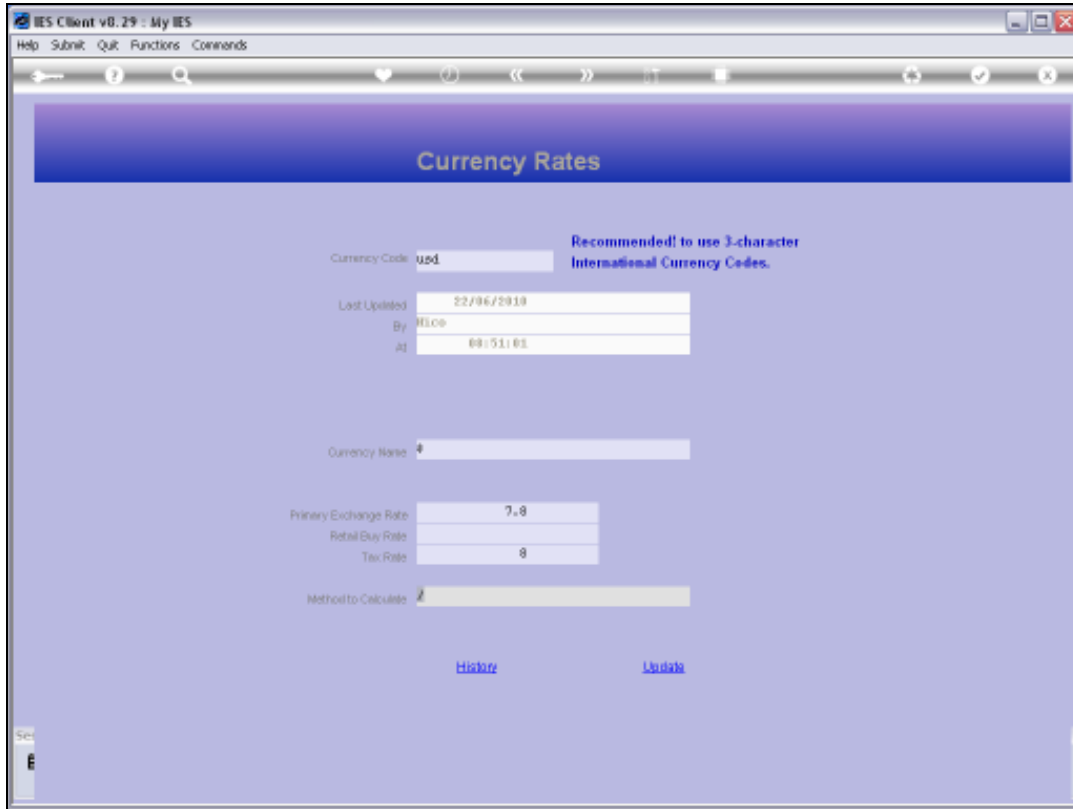 IES Client v8.29 : My IES
Help Submit Quit Functions Commands
Currency Rates
Recommended! to use 3-character
International Currency Codes.
Currency Code usd
Last Updated 22/06/2010
By Nico
At 08:51:01
Currency Name $
Primary Exchange Rate 7.8
Retail Buy Rate
Tax Rate 8
Method to Calculate /
History Update